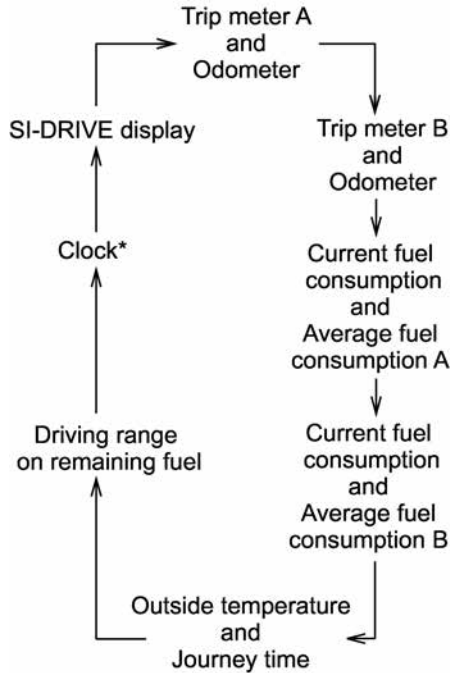 Trip meter A
and
Odometer
Trip meter B
and
Odometer
Current fuel
consumption
and
Average fuel
consumption A
Current fuel
consumption
and
Average fuel
consumption B
Outside temperature
and
Journey time
Driving range
on remaining fuel
Clock*
SI-DRIVE display